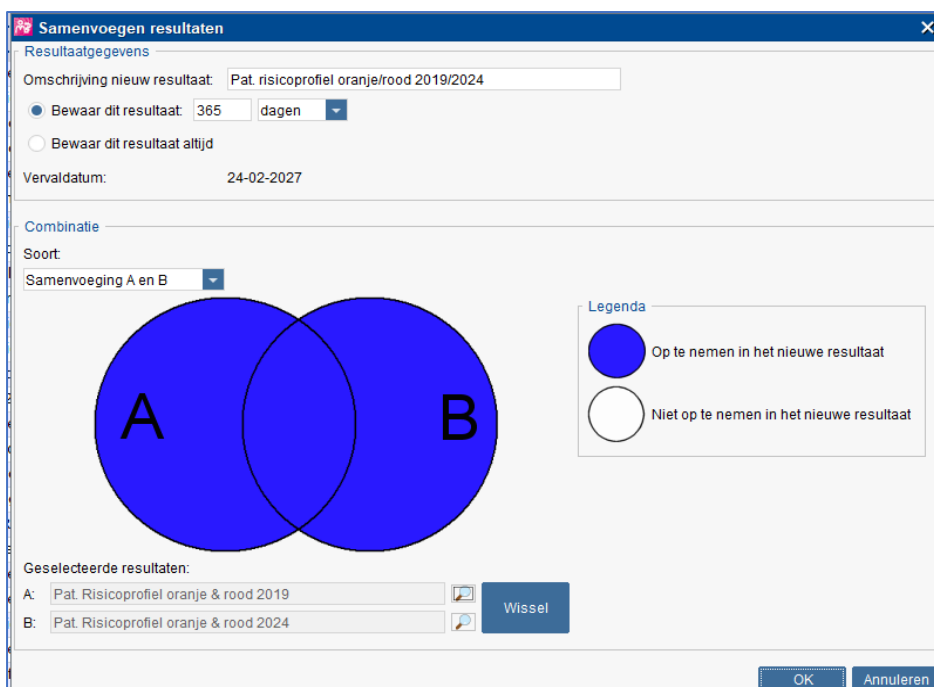 Samenvoegen resultaten
Resultaatgegevens
Omschrijving nieuw resultaat: Pat. risicoprofiel oranje/rood 2019/2024
Bewaar dit resultaat: 365 dagen
Bewaar dit resultaat altijd
Vervaldatum: 24-02-2027
Combinatie
Soort:
Samenvoeging A en B
Legenda
Op te nemen in het nieuwe resultaat
A B
Niet op te nemen in het nieuwe resultaat
Geselecteerde resultaten:
A: Pat. Risicoprofiel oranje & rood 2019
Wissel
B: Pat. Risicoprofiel oranje & rood 2024
OK Annuleren